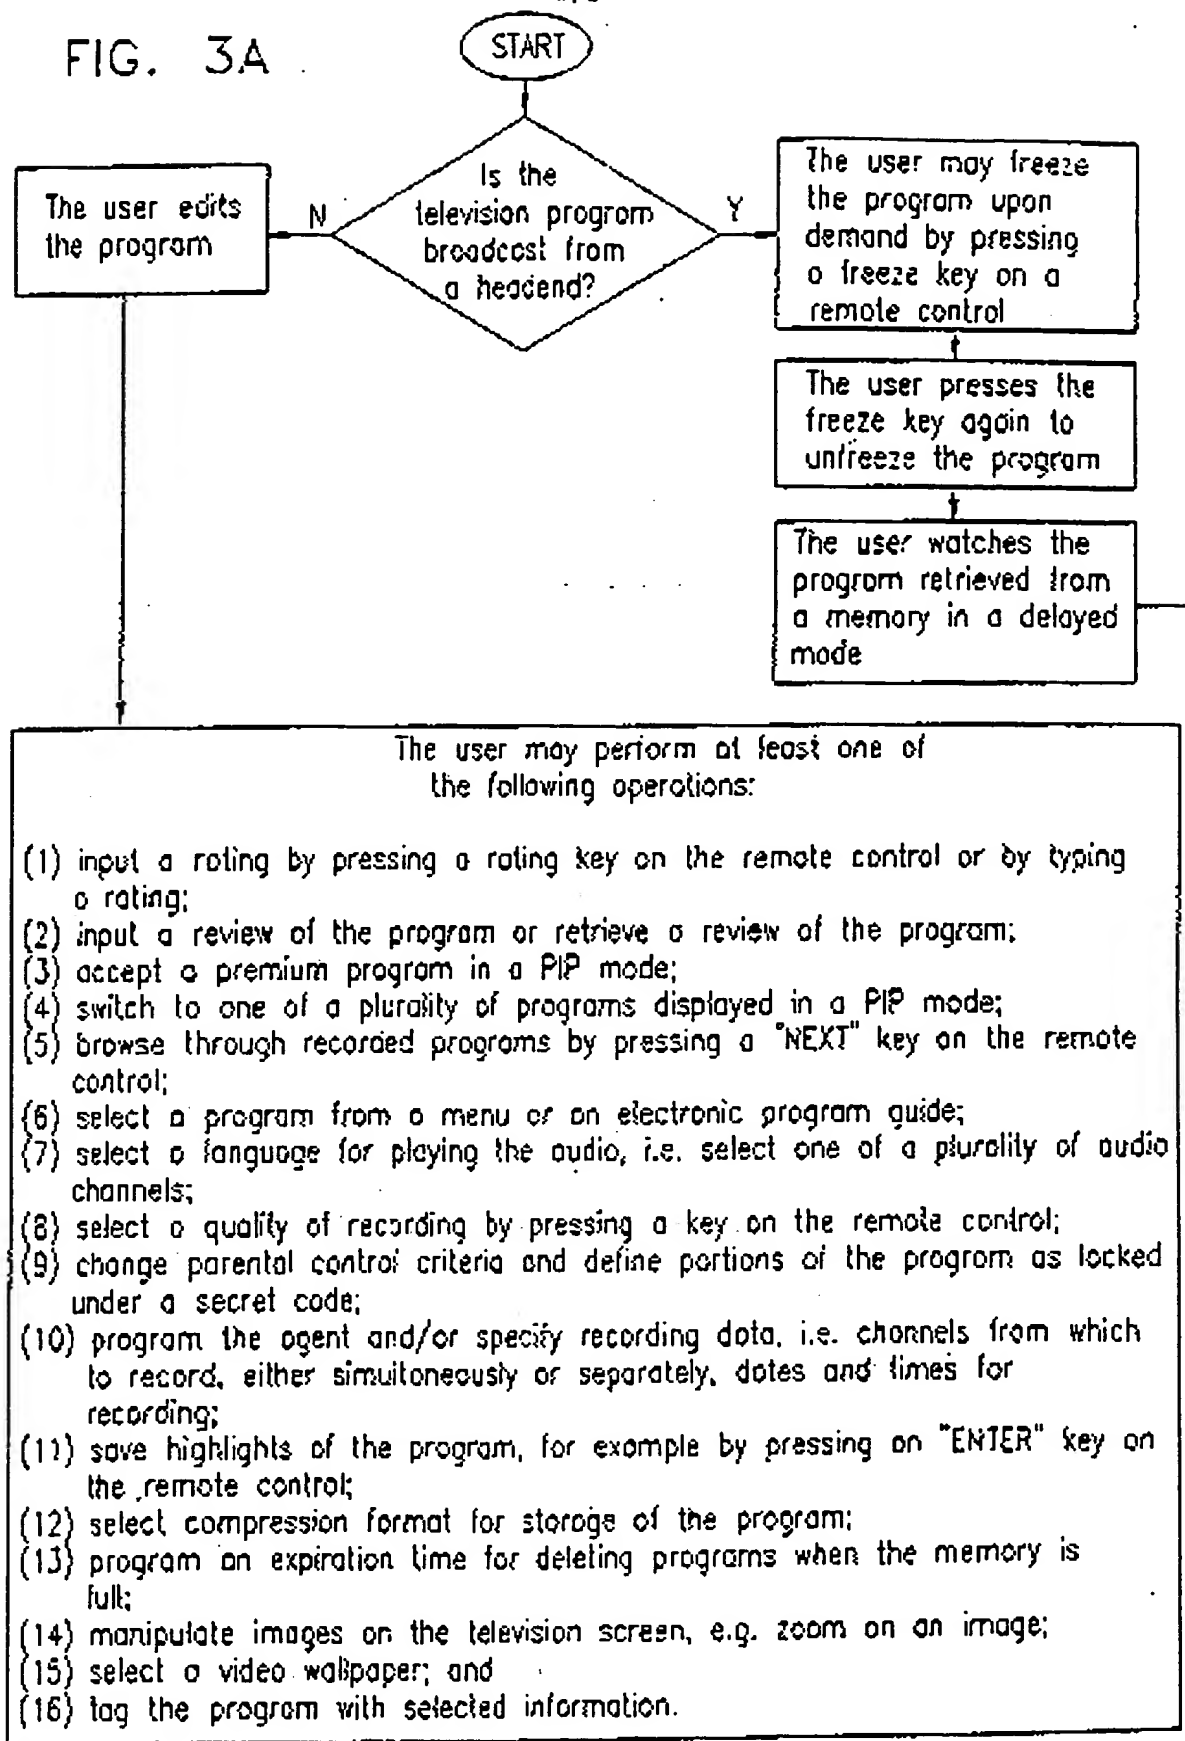 FIG. 3A
START
Is the
television program
broadcast from
a headend?
N
Y
The user edits
the program
The user may freeze
the program upon
demand by pressing
a freeze key on a
remote control
The user presses the
freeze key again to
unfreeze the program
The user watches the
program retrieved from
a memory in a delayed
mode
The user may perform at least one of
the following operations:
(1) input a rating by pressing a rating key on the remote control or by typing
a rating;
(2) input a review of the program or retrieve a review of the program;
(3) accept a premium program in a PIP mode;
(4) switch to one of a plurality of programs displayed in a PIP mode;
(5) browse through recorded programs by pressing a "NEXT" key on the remote
control;
(6) select a program from a menu or an electronic program guide;
(7) select a language for playing the audio, i.e. select one of a plurality of audio
channels;
(8) select a quality of recording by pressing a key on the remote control;
(9) change parental control criteria and define portions of the program as locked
under a secret code;
(10) program the agent and/or specify recording data, i.e. channels from which
to record, either simultaneously or separately, dates and times for
recording;
(11) save highlights of the program, for example by pressing an "ENTER" key on
the remote control;
(12) select compression format for storage of the program;
(13) program an expiration time for deleting programs when the memory is
full;
(14) manipulate images on the television screen, e.g. zoom on an image;
(15) select a video wallpaper; and
(16) tag the program with selected information.